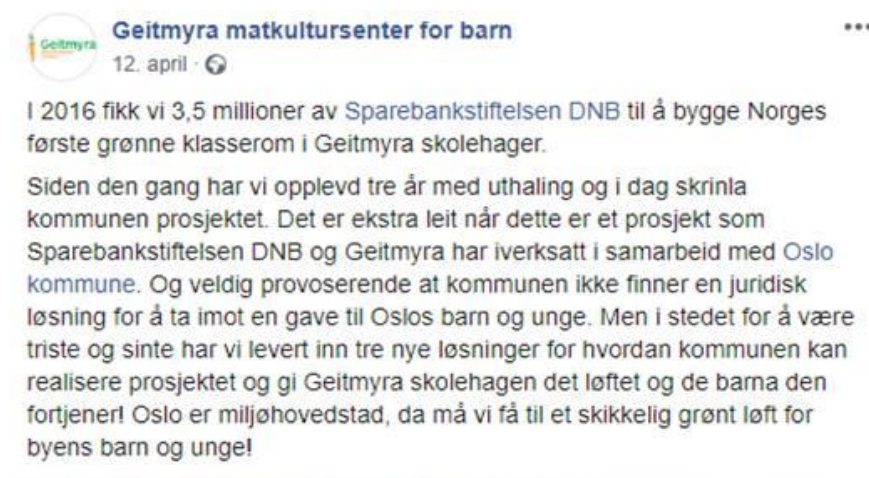 Geitmyra
Geitmyra matkultursenter for barn
12. april ·
I 2016 fikk vi 3,5 millioner av Sparebankstiftelsen DNB til å bygge Norges
første grønne klasserom i Geitmyra skolehager.
Siden den gang har vi opplevd tre år med uthaling og i dag skrinla
kommunen prosjektet. Det er ekstra leit når dette er et prosjekt som
Sparebankstiftelsen DNB og Geitmyra har iverksatt i samarbeid med Oslo
kommune. Og veldig provoserende at kommunen ikke finner en juridisk
løsning for å ta imot en gave til Oslos barn og unge. Men i stedet for å være
triste og sinte har vi levert inn tre nye løsninger for hvordan kommunen kan
realisere prosjektet og gi Geitmyra skolehagen det løftet og de barna den
fortjener! Oslo er miljøhovedstad, da må vi få til et skikkelig grønt løft for
byens barn og unge!